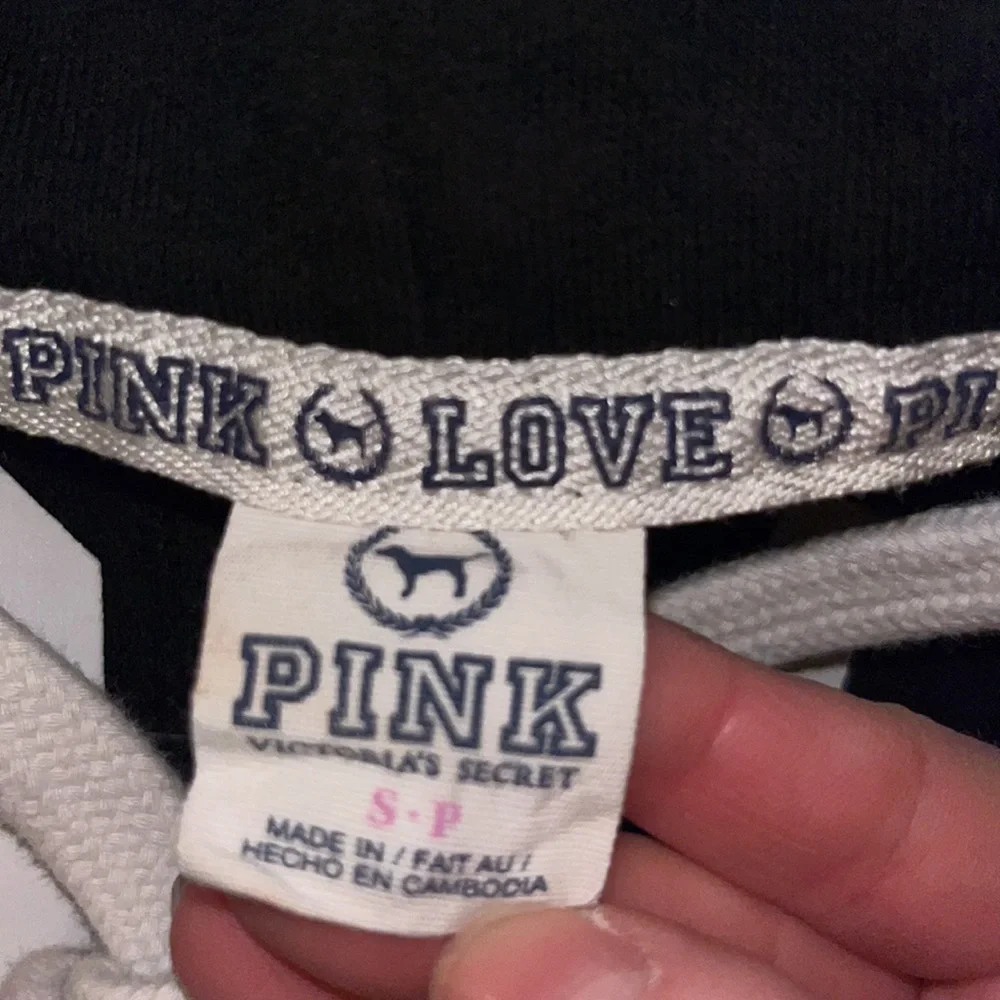 PINK LOVE PI
PINK
VICTORIA'S SECRET
S·P
MADE IN / FAIT AU /
HECHO EN CAMBODIA